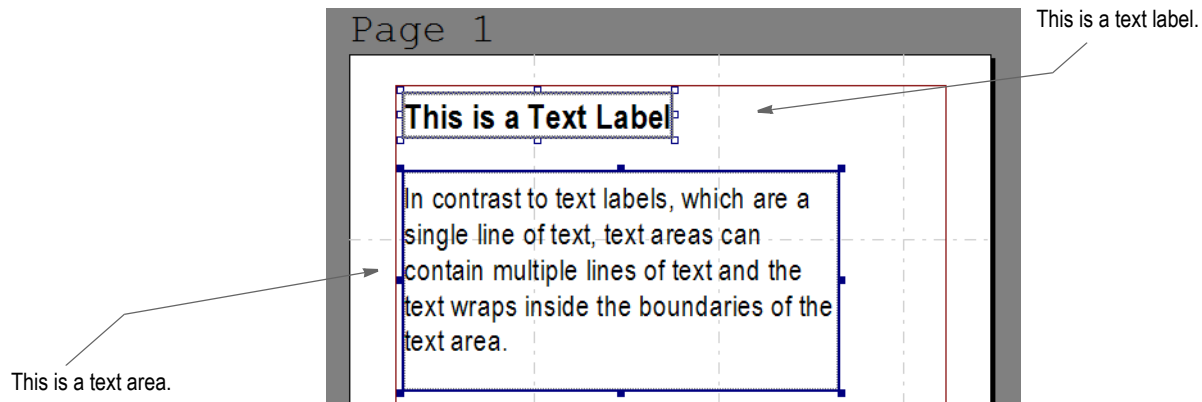 Page 1
This is a text label.
This is a Text Label
In contrast to text labels, which are a
single line of text, text areas can
contain multiple lines of text and the
text wraps inside the boundaries of the
text area.
This is a text area.